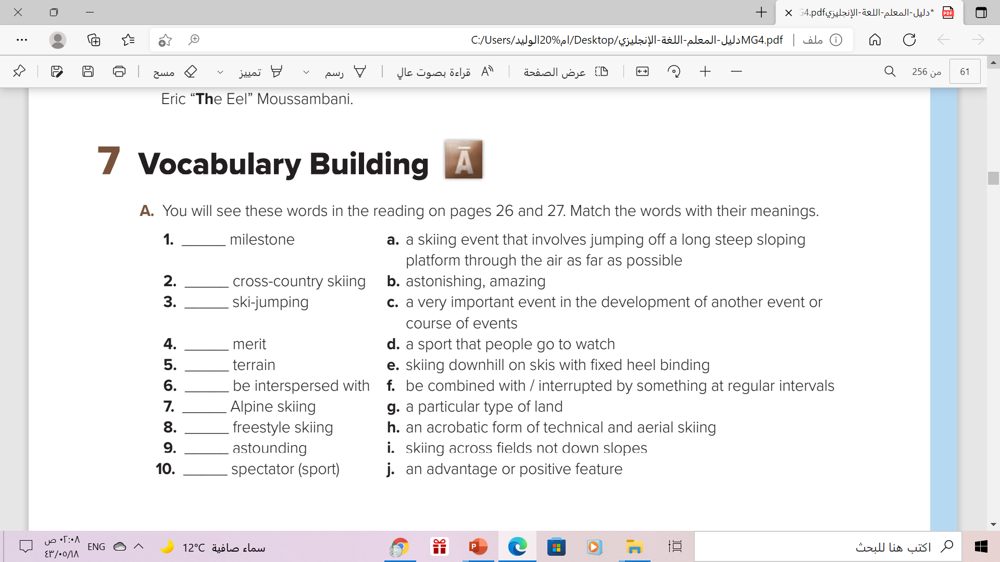 *دليل-المعلم-اللغة-الإنجليزيG4.pdf
ملف
C:/Users/ام%20الوليد/Desktop/دليل-المعلم-اللغة-الإنجليزيMG4.pdf
61 من 256
عرض الصفحة
قراءة بصوت عالٍ
رسم
تمييز
مسح
Eric “The Eel” Moussambani.
7 Vocabulary Building Ā
A. You will see these words in the reading on pages 26 and 27. Match the words with their meanings.
1. ______ milestone a. a skiing event that involves jumping off a long steep sloping
platform through the air as far as possible
2. ______ cross-country skiing b. astonishing, amazing
3. ______ ski-jumping c. a very important event in the development of another event or
course of events
4. ______ merit d. a sport that people go to watch
5. ______ terrain e. skiing downhill on skis with fixed heel binding
6. ______ be interspersed with f. be combined with / interrupted by something at regular intervals
7. ______ Alpine skiing g. a particular type of land
8. ______ freestyle skiing h. an acrobatic form of technical and aerial skiing
9. ______ astounding i. skiing across fields not down slopes
10. ______ spectator (sport) j. an advantage or positive feature
اكتب هنا للبحث
12°C سماء صافية
ENG
٠٢:٠٨ ص
٤٣/٠٥/١٨